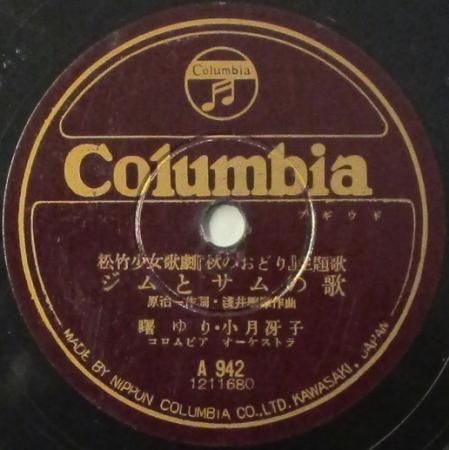 Columbia
Columbia
ブギウギ
松竹少女歌劇『秋のおどり』主題歌
ジムとサムの歌
原治一作詞・淺井作曲
曙 ゆり・小月冴子
コロムビア オーケストラ
A 942
1211680
MADE BY NIPPON COLUMBIA CO., LTD. KAWASAKI, JAPAN